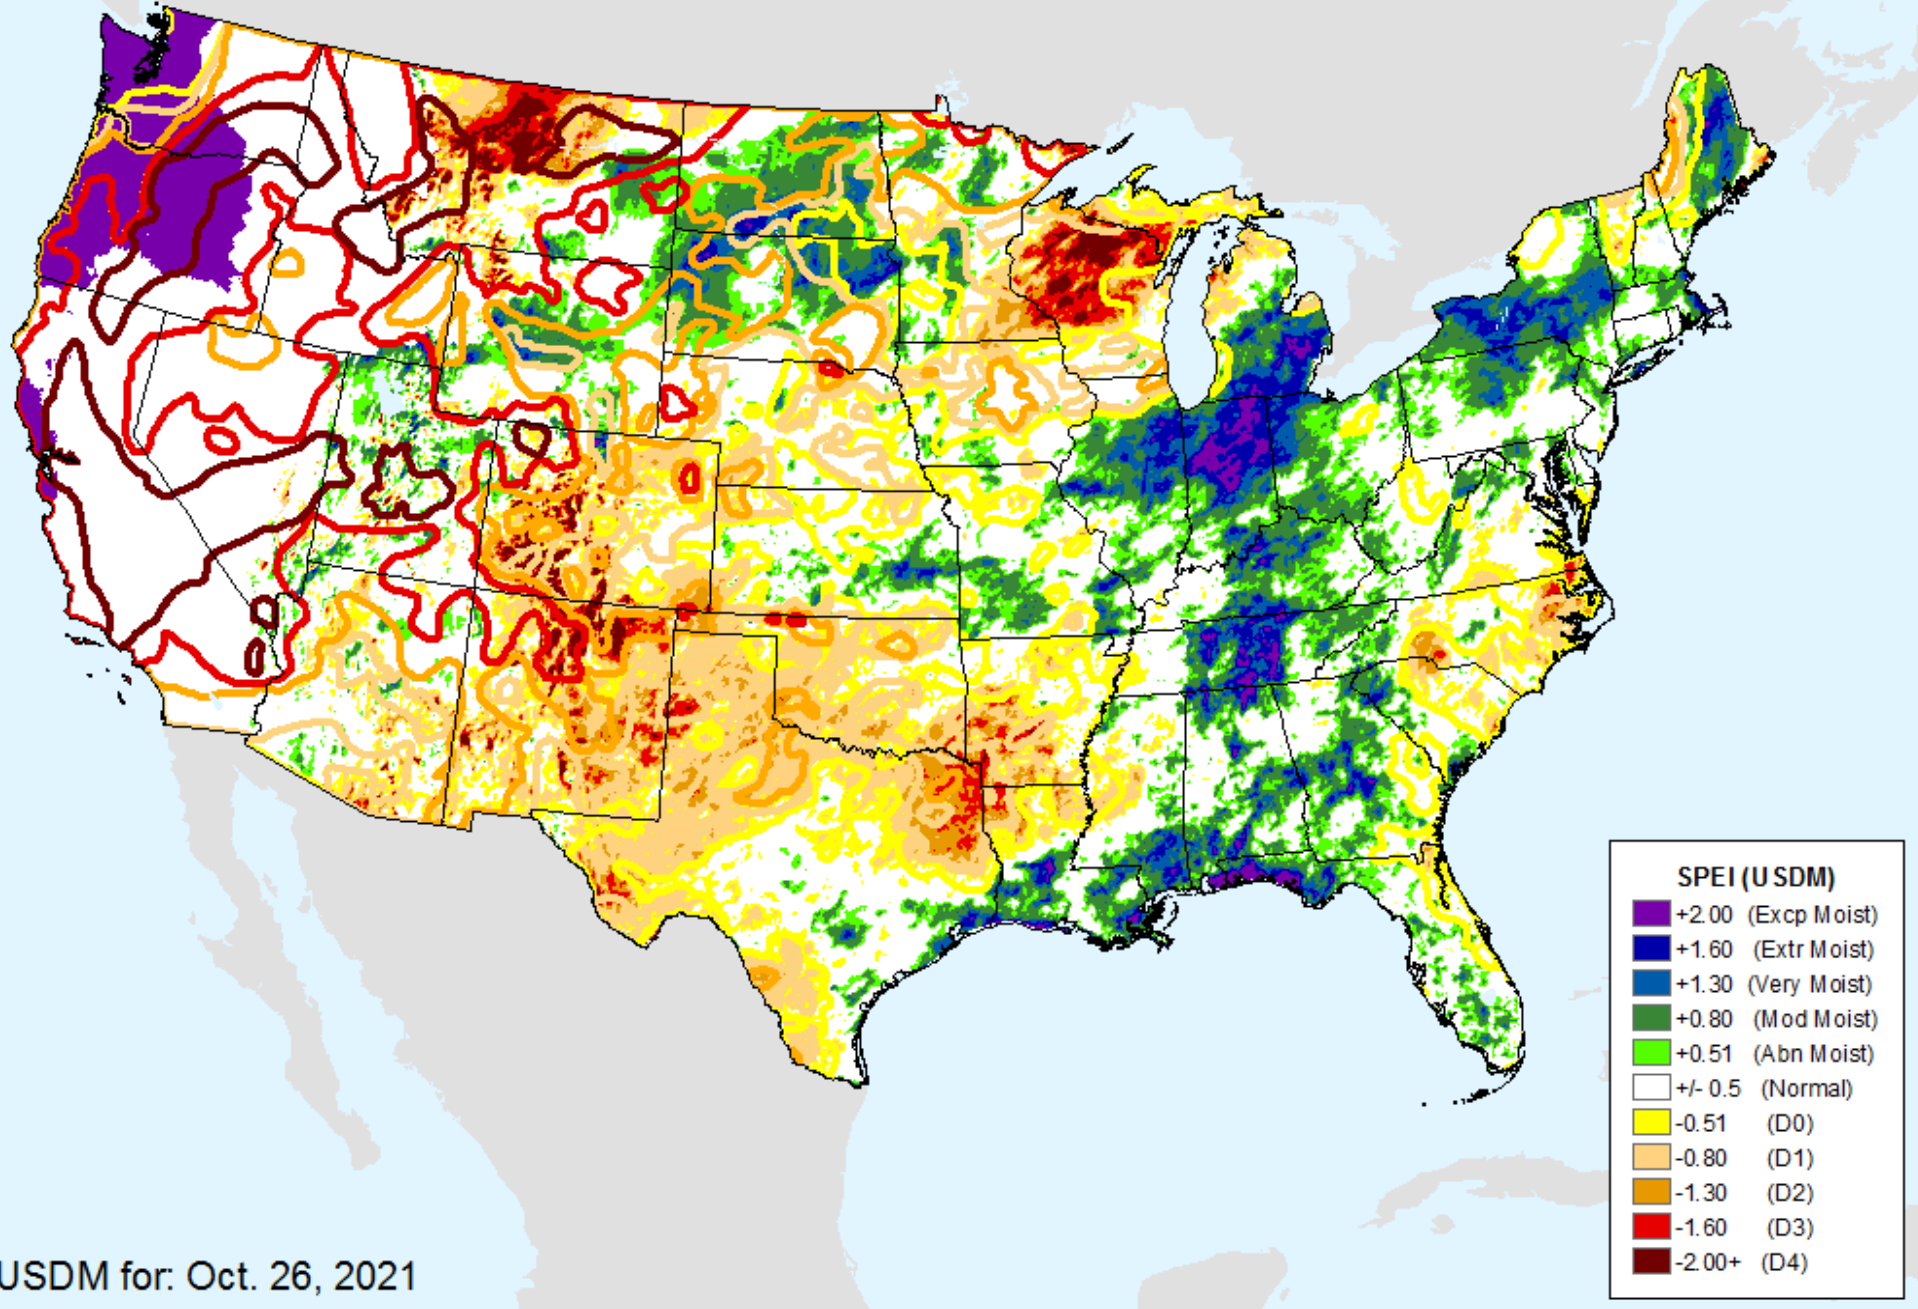 SPEI (USDM)
+2.00 (Excp Moist)
+1.60 (Extr Moist)
+1.30 (Very Moist)
+0.80 (Mod Moist)
+0.51 (Abn Moist)
+/- 0.5 (Normal)
-0.51 (D0)
-0.80 (D1)
-1.30 (D2)
-1.60 (D3)
-2.00+ (D4)
USDM for: Oct. 26, 2021